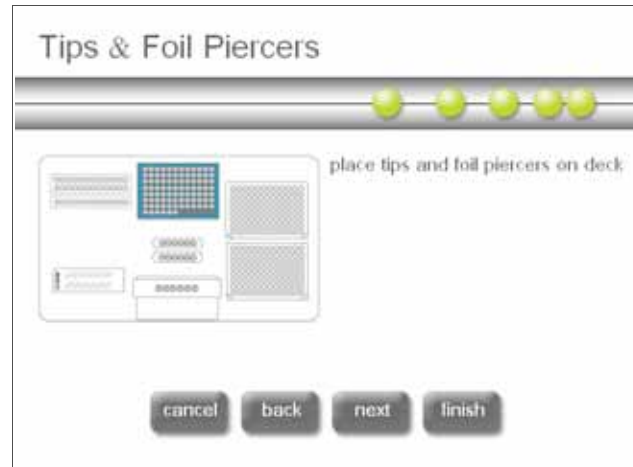 Tips & Foil Piercers
place tips and foil piercers on deck
cancel
back
next
finish